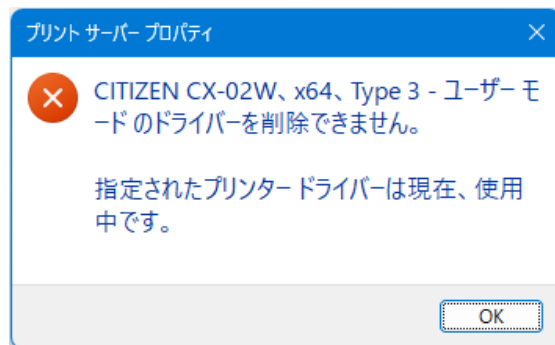 プリント サーバー プロパティ
CITIZEN CX-02W、x64、Type 3 - ユーザー モ
ード のドライバーを削除できません。
指定されたプリンター ドライバーは現在、使用
中です。
OK